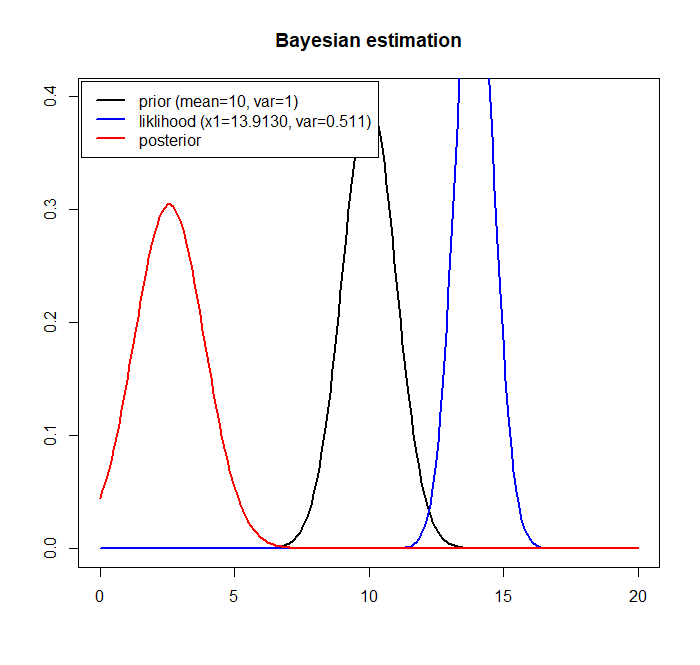 Bayesian estimation
prior (mean=10, var=1)
liklihood (x1=13.9130, var=0.511)
posterior
0.4
0.3
0.2
0.1
0.0
0 5 10 15 20